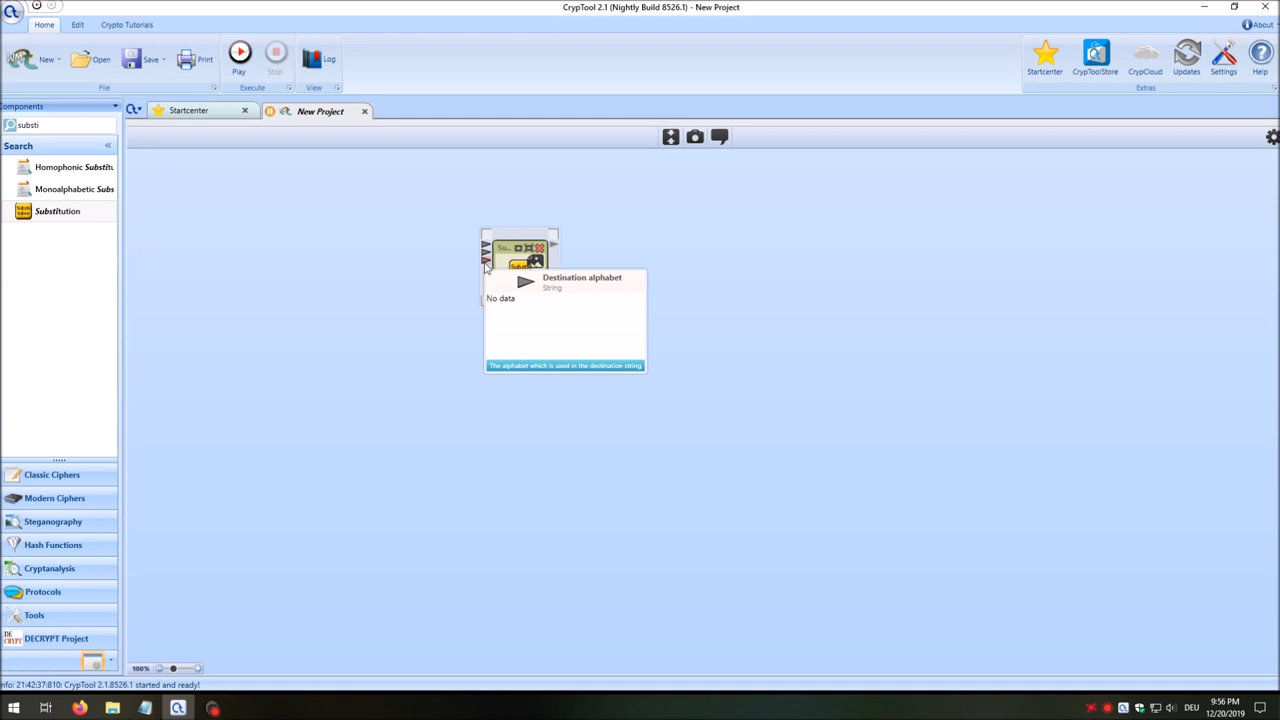 CrypTool 2.1 (Nightly Build 8526.1) - New Project
Home Edit Crypto Tutorials About
New Open Save Print Play Stop Log Startcenter CrypToolStore CrypCloud Updates Settings Help
File Execute View Extras
Components Startcenter New Project
substi
Search
Homophonic Substitu
Monoalphabetic Subs
Substitution
Su...
Destination alphabet
String
No data
The alphabet which is used in the destination string
Classic Ciphers
Modern Ciphers
Steganography
Hash Functions
Cryptanalysis
Protocols
Tools
DECRYPT Project
100%
Info: 21:42:37:810: CrypTool 2.1.8526.1 started and ready!
DEU 9:56 PM
12/20/2019